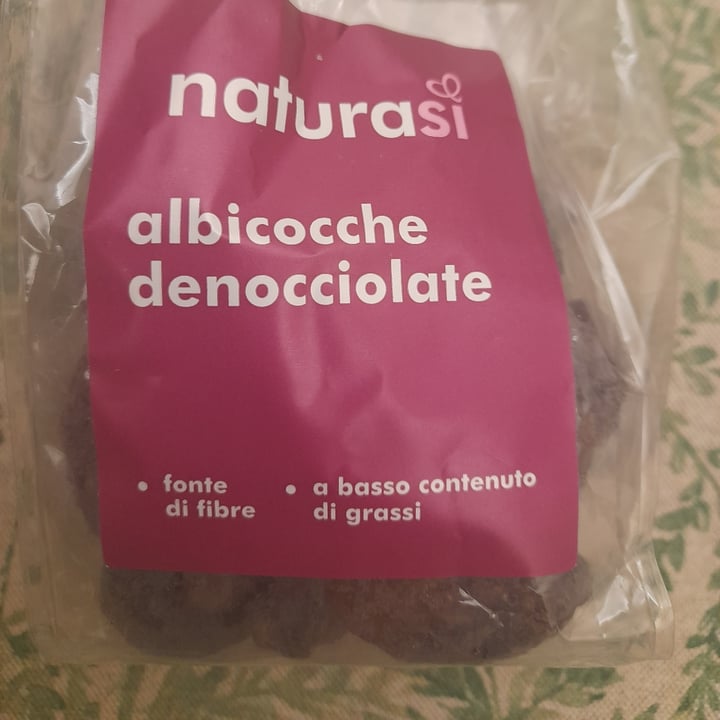 naturasì
albicocche
denocciolate
• fonte
di fibre
• a basso contenuto
di grassi